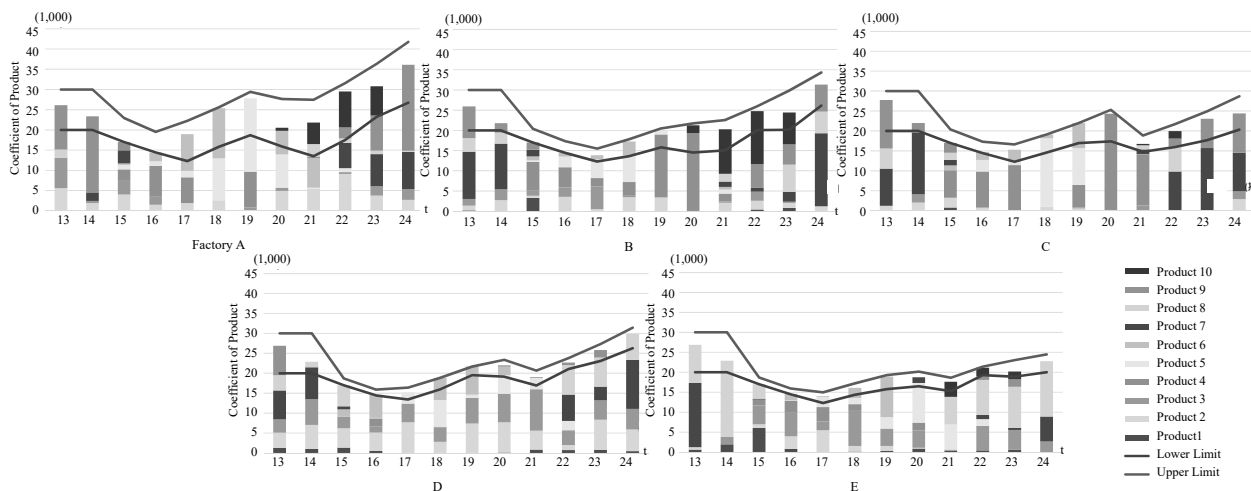 (1,000)
Coefficient of Product
45
40
35
30
25
20
15
10
5
0
13 14 15 16 17 18 19 20 21 22 23 24
t
Factory A
(1,000)
Coefficient of Product
45
40
35
30
25
20
15
10
5
0
13 14 15 16 17 18 19 20 21 22 23 24
B
(1,000)
Coefficient of Product
45
40
35
30
25
20
15
10
5
0
13 14 15 16 17 18 19 20 21 22 23 24
C
(1,000)
Coefficient of Product
45
40
35
30
25
20
15
10
5
0
13 14 15 16 17 18 19 20 21 22 23 24
t
D
(1,000)
Coefficient of Product
45
40
35
30
25
20
15
10
5
0
13 14 15 16 17 18 19 20 21 22 23 24
t
E
Product 10
Product 9
Product 8
Product 7
Product 6
Product 5
Product 4
Product 3
Product 2
Product1
Lower Limit
Upper Limit